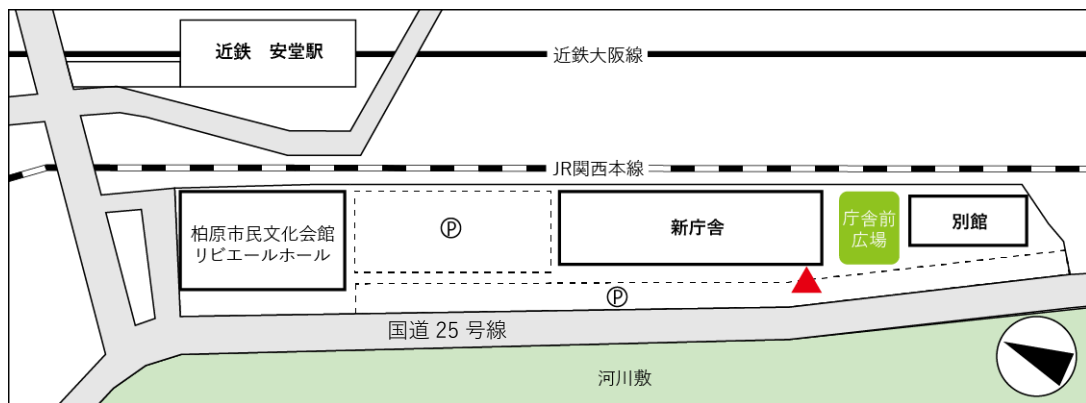 近鉄　安堂駅
近鉄大阪線
JR関西本線
柏原市民文化会館
リビエールホール
Ⓟ
新庁舎
庁舎前
広場
別館
Ⓟ
国道 25 号線
河川敷